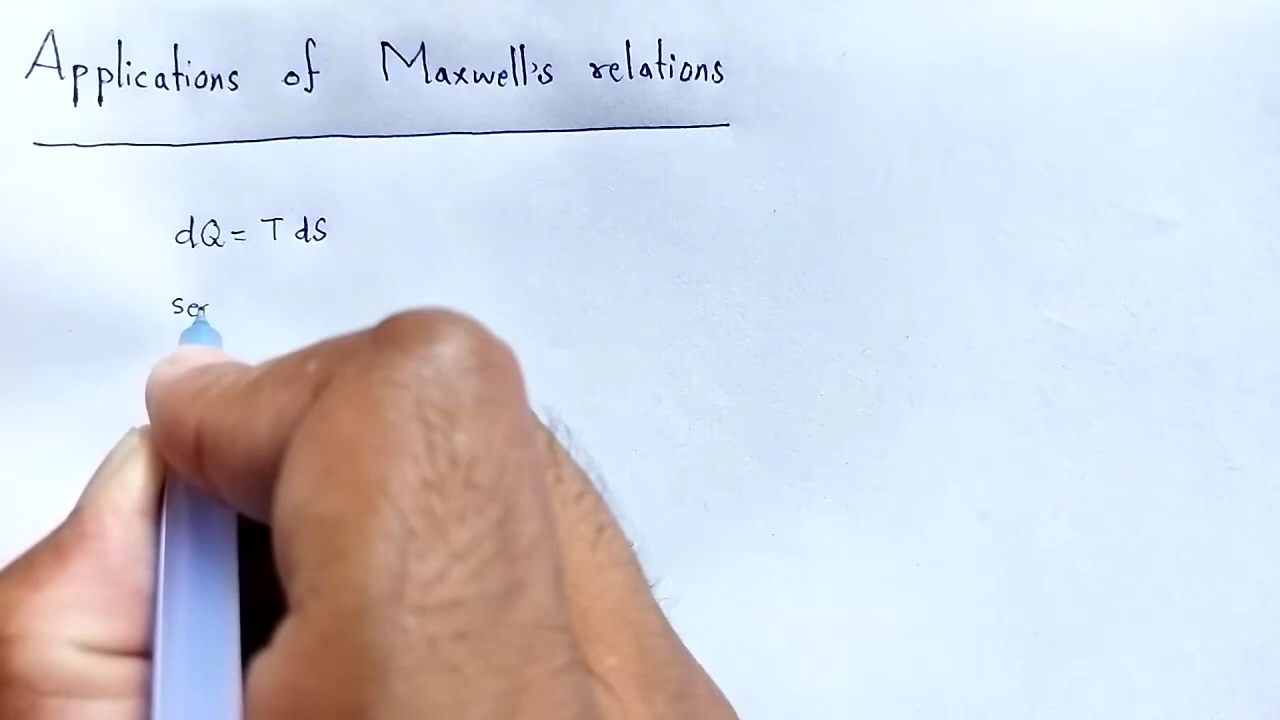 Applications of Maxwell's relations
dQ = T dS